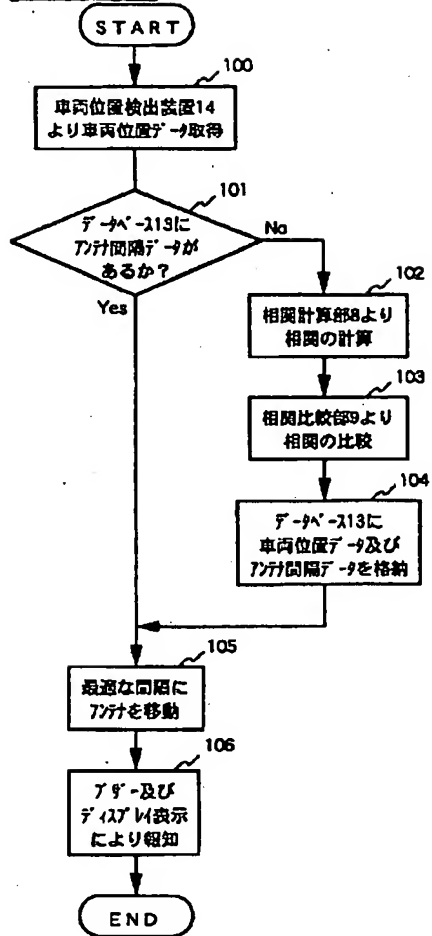 START
100
車両位置検出装置14
より車両位置データ取得
101
データベース13に
アンテナ間隔データが
あるか?
No
Yes
102
相関計算部8より
相関の計算
103
相関比較部9より
相関の比較
104
データベース13に
車両位置データ及び
アンテナ間隔データを格納
105
最適な間隔に
アンテナを移動
106
ブザー及び
ディスプレイ表示
により報知
END